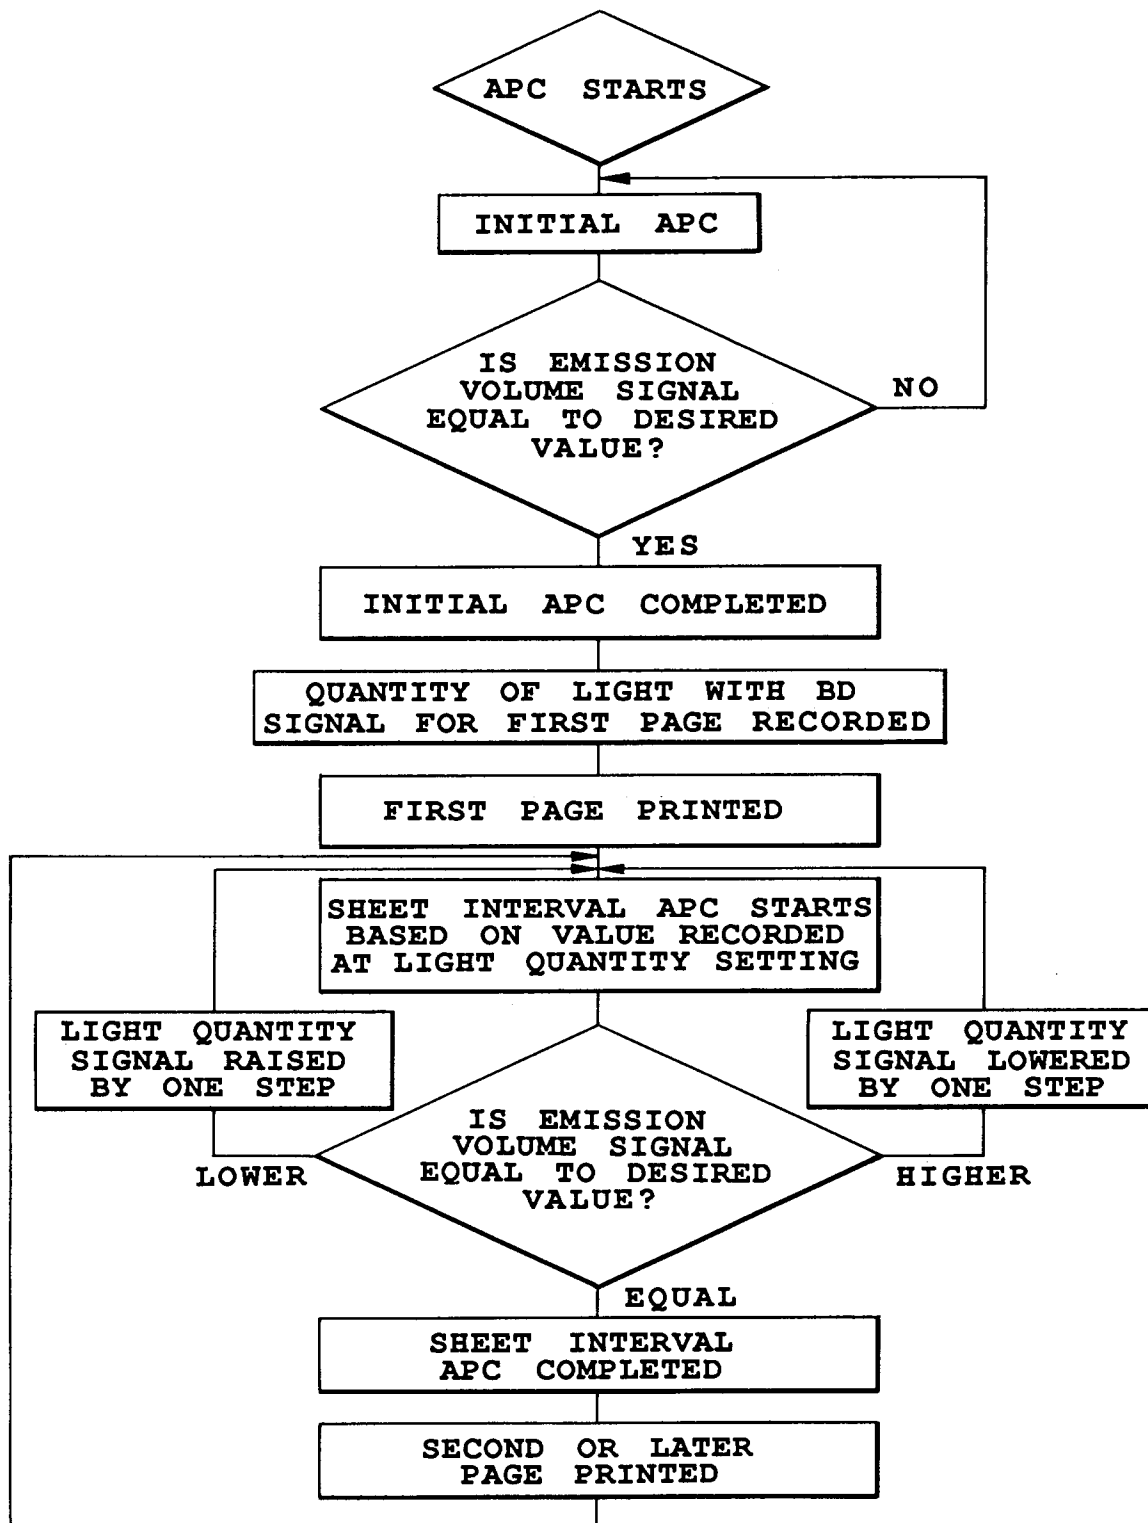 APC STARTS
INITIAL APC
IS EMISSION
VOLUME SIGNAL
EQUAL TO DESIRED
VALUE?
NO
YES
INITIAL APC COMPLETED
QUANTITY OF LIGHT WITH BD
SIGNAL FOR FIRST PAGE RECORDED
FIRST PAGE PRINTED
SHEET INTERVAL APC STARTS
BASED ON VALUE RECORDED
AT LIGHT QUANTITY SETTING
LIGHT QUANTITY
SIGNAL RAISED
BY ONE STEP
LIGHT QUANTITY
SIGNAL LOWERED
BY ONE STEP
IS EMISSION
VOLUME SIGNAL
EQUAL TO DESIRED
VALUE?
LOWER
HIGHER
EQUAL
SHEET INTERVAL
APC COMPLETED
SECOND OR LATER
PAGE PRINTED